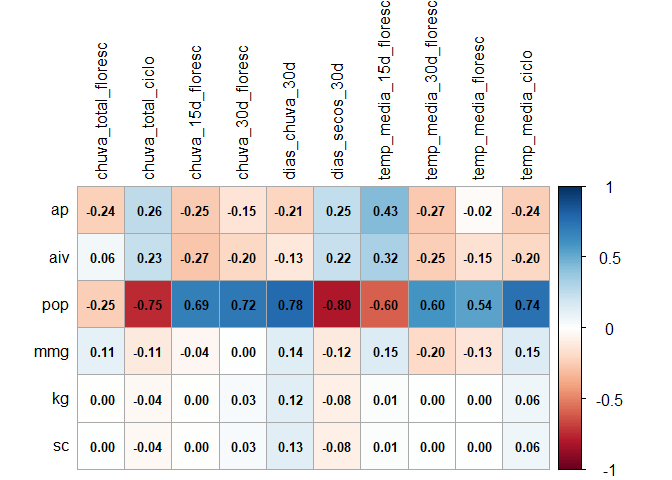 chuva_total_floresc
chuva_total_ciclo
chuva_15d_floresc
chuva_30d_floresc
dias_chuva_30d
dias_secos_30d
temp_media_15d_floresc
temp_media_30d_floresc
temp_media_floresc
temp_media_ciclo
ap -0.24 0.26 -0.25 -0.15 -0.21 0.25 0.43 -0.27 -0.02 -0.24
aiv 0.06 0.23 -0.27 -0.20 -0.13 0.22 0.32 -0.25 -0.15 -0.20
pop -0.25 -0.75 0.69 0.72 0.78 -0.80 -0.60 0.60 0.54 0.74
mmg 0.11 -0.11 -0.04 0.00 0.14 -0.12 0.15 -0.20 -0.13 0.15
kg 0.00 -0.04 0.00 0.03 0.12 -0.08 0.01 0.00 0.00 0.06
sc 0.00 -0.04 0.00 0.03 0.13 -0.08 0.01 0.00 0.00 0.06
1
0.5
0
-0.5
-1